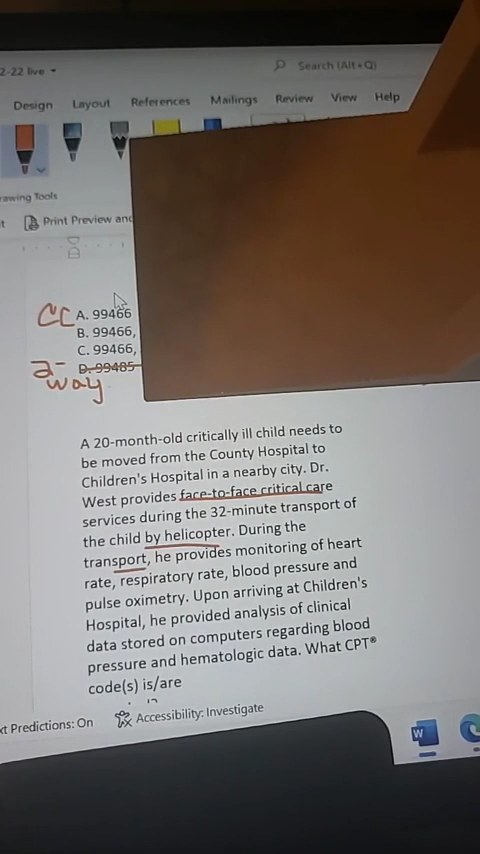 2-22 live
Search (Alt+Q)
Design Layout References Mailings Review View Help
rawing Tools
t Print Preview and
CC A. 99466
B. 99466,
C. 99466,
2- D. 99485
way
A 20-month-old critically ill child needs to
be moved from the County Hospital to
Children's Hospital in a nearby city. Dr.
West provides face-to-face critical care
services during the 32-minute transport of
the child by helicopter. During the
transport, he provides monitoring of heart
rate, respiratory rate, blood pressure and
pulse oximetry. Upon arriving at Children's
Hospital, he provided analysis of clinical
data stored on computers regarding blood
pressure and hematologic data. What CPT®
code(s) is/are
xt Predictions: On Accessibility: Investigate
W